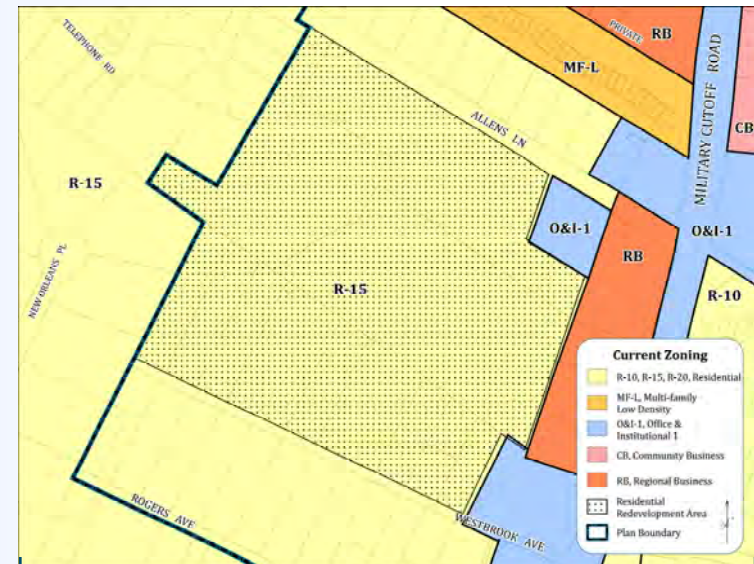 TELEPHONE RD
PRIVATE
RB
MF-L
MILITARY CUTOFF ROAD
CB
ALLENS LN
R-15
O&I-1
O&I-1
RB
NEW ORLEANS PL
R-15
R-10
ROGERS AVE
WESTBROOK AVE
Current Zoning
R-10, R-15, R-20, Residential
MF-L, Multi-family
Low Density
O&I-1, Office &
Institutional 1
CB, Community Business
RB, Regional Business
Residential
Redevelopment Area
Plan Boundary